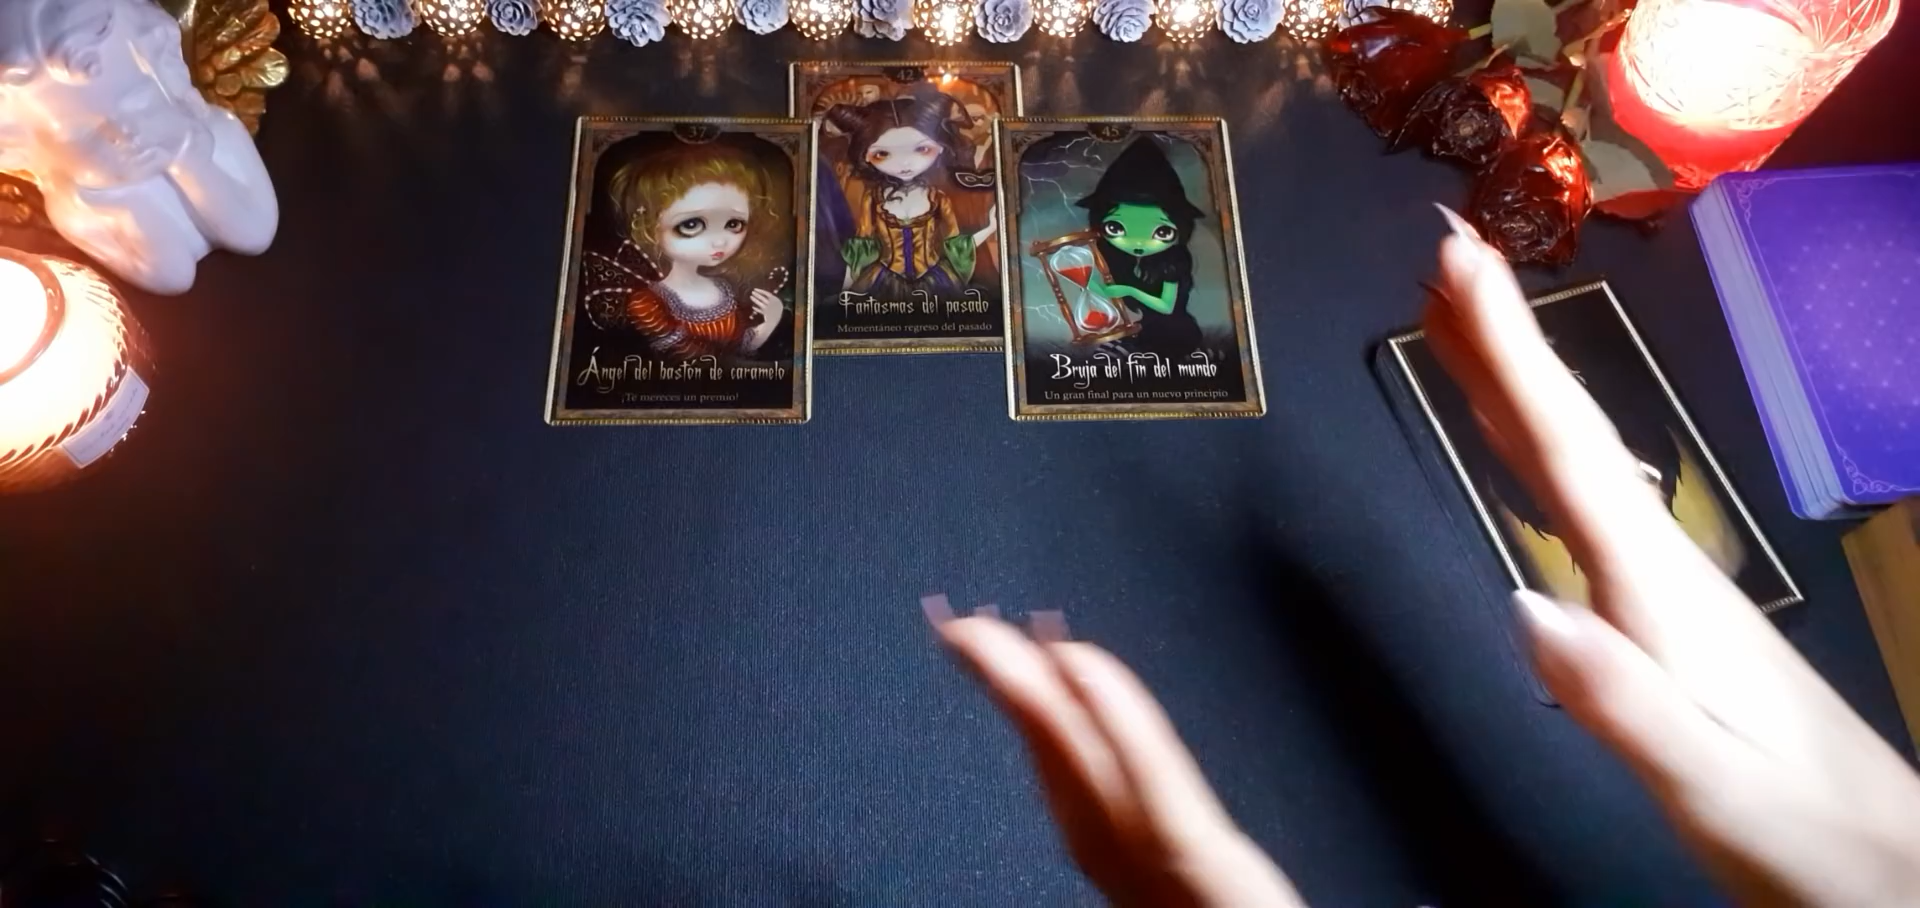 37
Ángel del bastón de caramelo
¡Te mereces un premio!
42
Fantasmas del pasado
Momentáneo regreso del pasado
45
Bruja del fin del mundo
Un gran final para un nuevo principio